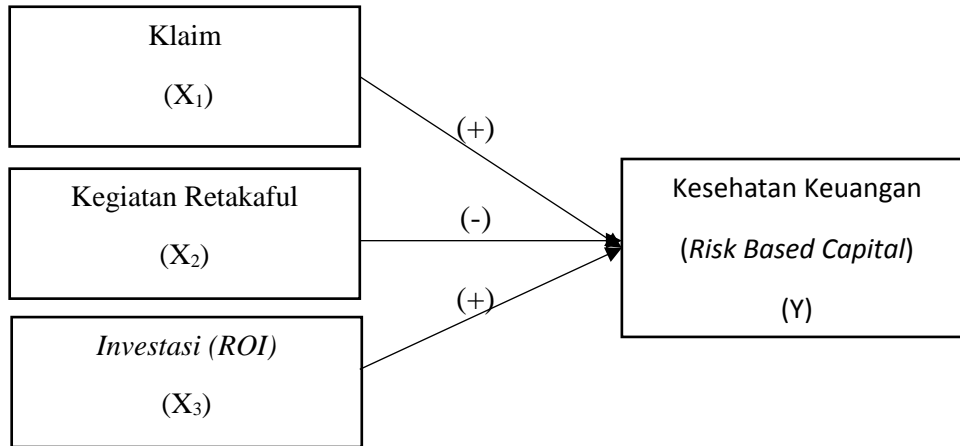 Klaim
(X₁)
(+)
Kegiatan Retakaful
(X₂)
(-)
Investasi (ROI)
(X₃)
(+)
Kesehatan Keuangan
(Risk Based Capital)
(Y)